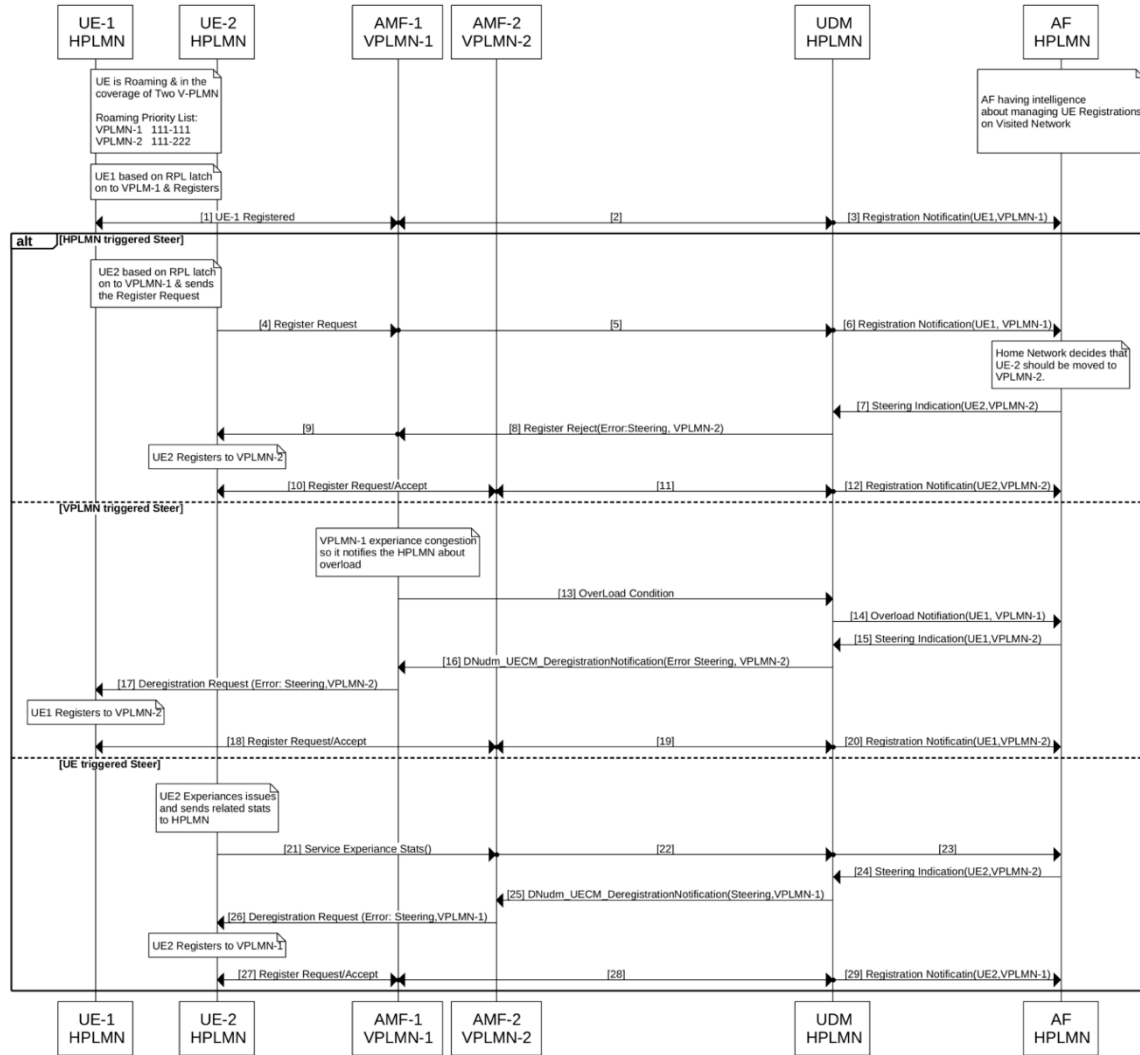 UE-1
HPLMN
UE-2
HPLMN
AMF-1
VPLMN-1
AMF-2
VPLMN-2
UDM
HPLMN
AF
HPLMN
UE is Roaming & in the
coverage of Two V-PLMN
Roaming Priority List:
VPLMN-1 111-111
VPLMN-2 111-222
AF having intelligence
about managing UE Registrations
on Visited Network
UE1 based on RPL latch
on to VPLM-1 & Registers
[1] UE-1 Registered
[2]
[3] Registration Notificatin(UE1,VPLMN-1)
alt
[HPLMN triggered Steer]
UE2 based on RPL latch
on to VPLMN-1 & sends
the Register Request
[4] Register Request
[5]
[6] Registration Notification(UE1, VPLMN-1)
Home Network decides that
UE-2 should be moved to
VPLMN-2.
[7] Steering Indication(UE2,VPLMN-2)
[8] Register Reject(Error:Steering, VPLMN-2)
[9]
UE2 Registers to VPLMN-2
[10] Register Request/Accept
[11]
[12] Registration Notificatin(UE2,VPLMN-2)
[VPLMN triggered Steer]
VPLMN-1 experiance congestion
so it notifies the HPLMN about
overload
[13] OverLoad Condition
[14] Overload Notifiation(UE1, VPLMN-1)
[15] Steering Indication(UE1,VPLMN-2)
[16] DNudm_UECM_DeregistrationNotification(Error Steering, VPLMN-2)
[17] Deregistration Request (Error: Steering,VPLMN-2)
UE1 Registers to VPLMN-2
[18] Register Request/Accept
[19]
[20] Registration Notificatin(UE1,VPLMN-2)
[UE triggered Steer]
UE2 Experiances issues
and sends related stats
to HPLMN
[21] Service Experiance Stats()
[22]
[23]
[24] Steering Indication(UE2,VPLMN-2)
[25] DNudm_UECM_DeregistrationNotification(Steering,VPLMN-1)
[26] Deregistration Request (Error: Steering,VPLMN-1)
UE2 Registers to VPLMN-1
[27] Register Request/Accept
[28]
[29] Registration Notificatin(UE2,VPLMN-1)
UE-1
HPLMN
UE-2
HPLMN
AMF-1
VPLMN-1
AMF-2
VPLMN-2
UDM
HPLMN
AF
HPLMN